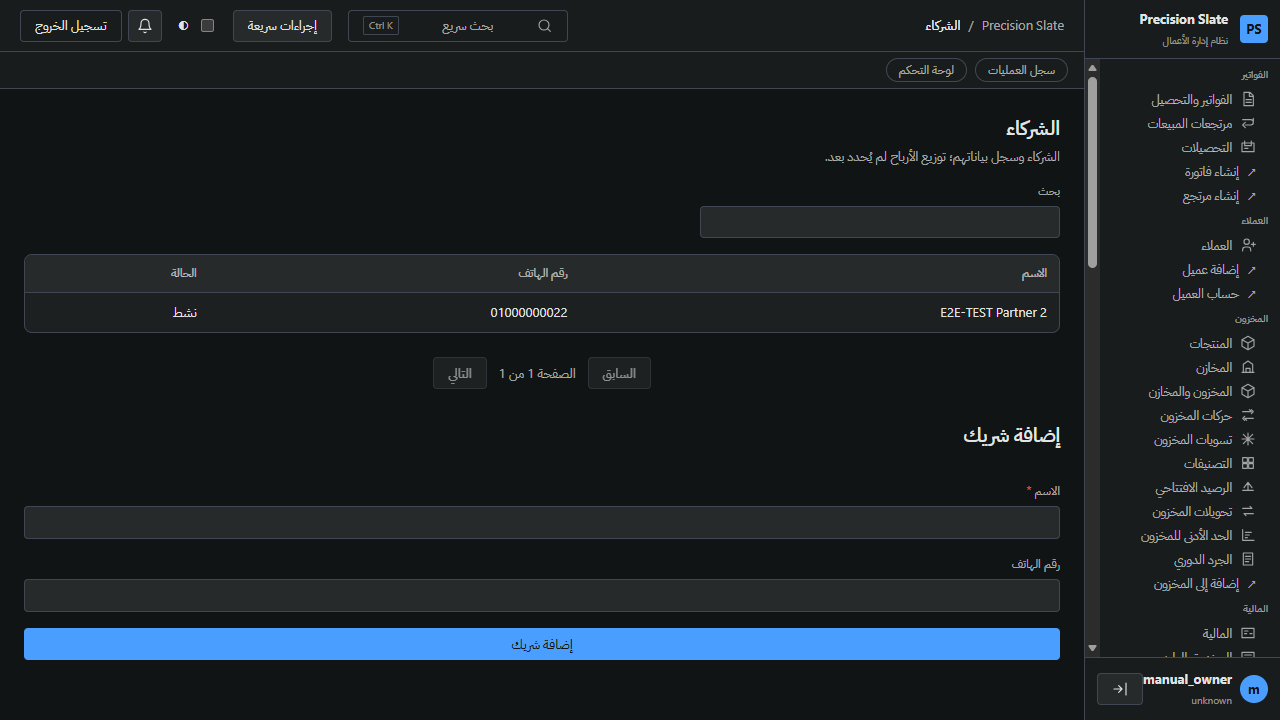 PS
Precision Slate
نظام إدارة الأعمال
Precision Slate / الشركاء
بحث سريع
Ctrl K
إجراءات سريعة
تسجيل الخروج
سجل العمليات
لوحة التحكم
الفواتير
الفواتير والتحصيل
مرتجعات المبيعات
التحصيلات
إنشاء فاتورة
إنشاء مرتجع
العملاء
العملاء
إضافة عميل
حساب العميل
المخزون
المنتجات
المخازن
المخزون والمخازن
حركات المخزون
تسويات المخزون
التصنيفات
الرصيد الافتتاحي
تحويلات المخزون
الحد الأدنى للمخزون
الجرد الدوري
إضافة إلى المخزون
المالية
المالية
m
manual_owner
unknown
الشركاء
الشركاء وسجل بياناتهم؛ توزيع الأرباح لم يُحدد بعد.
بحث
الاسم رقم الهاتف الحالة
E2E-TEST Partner 2 01000000022 نشط
السابق الصفحة 1 من 1 التالي
إضافة شريك
الاسم *
رقم الهاتف
إضافة شريك